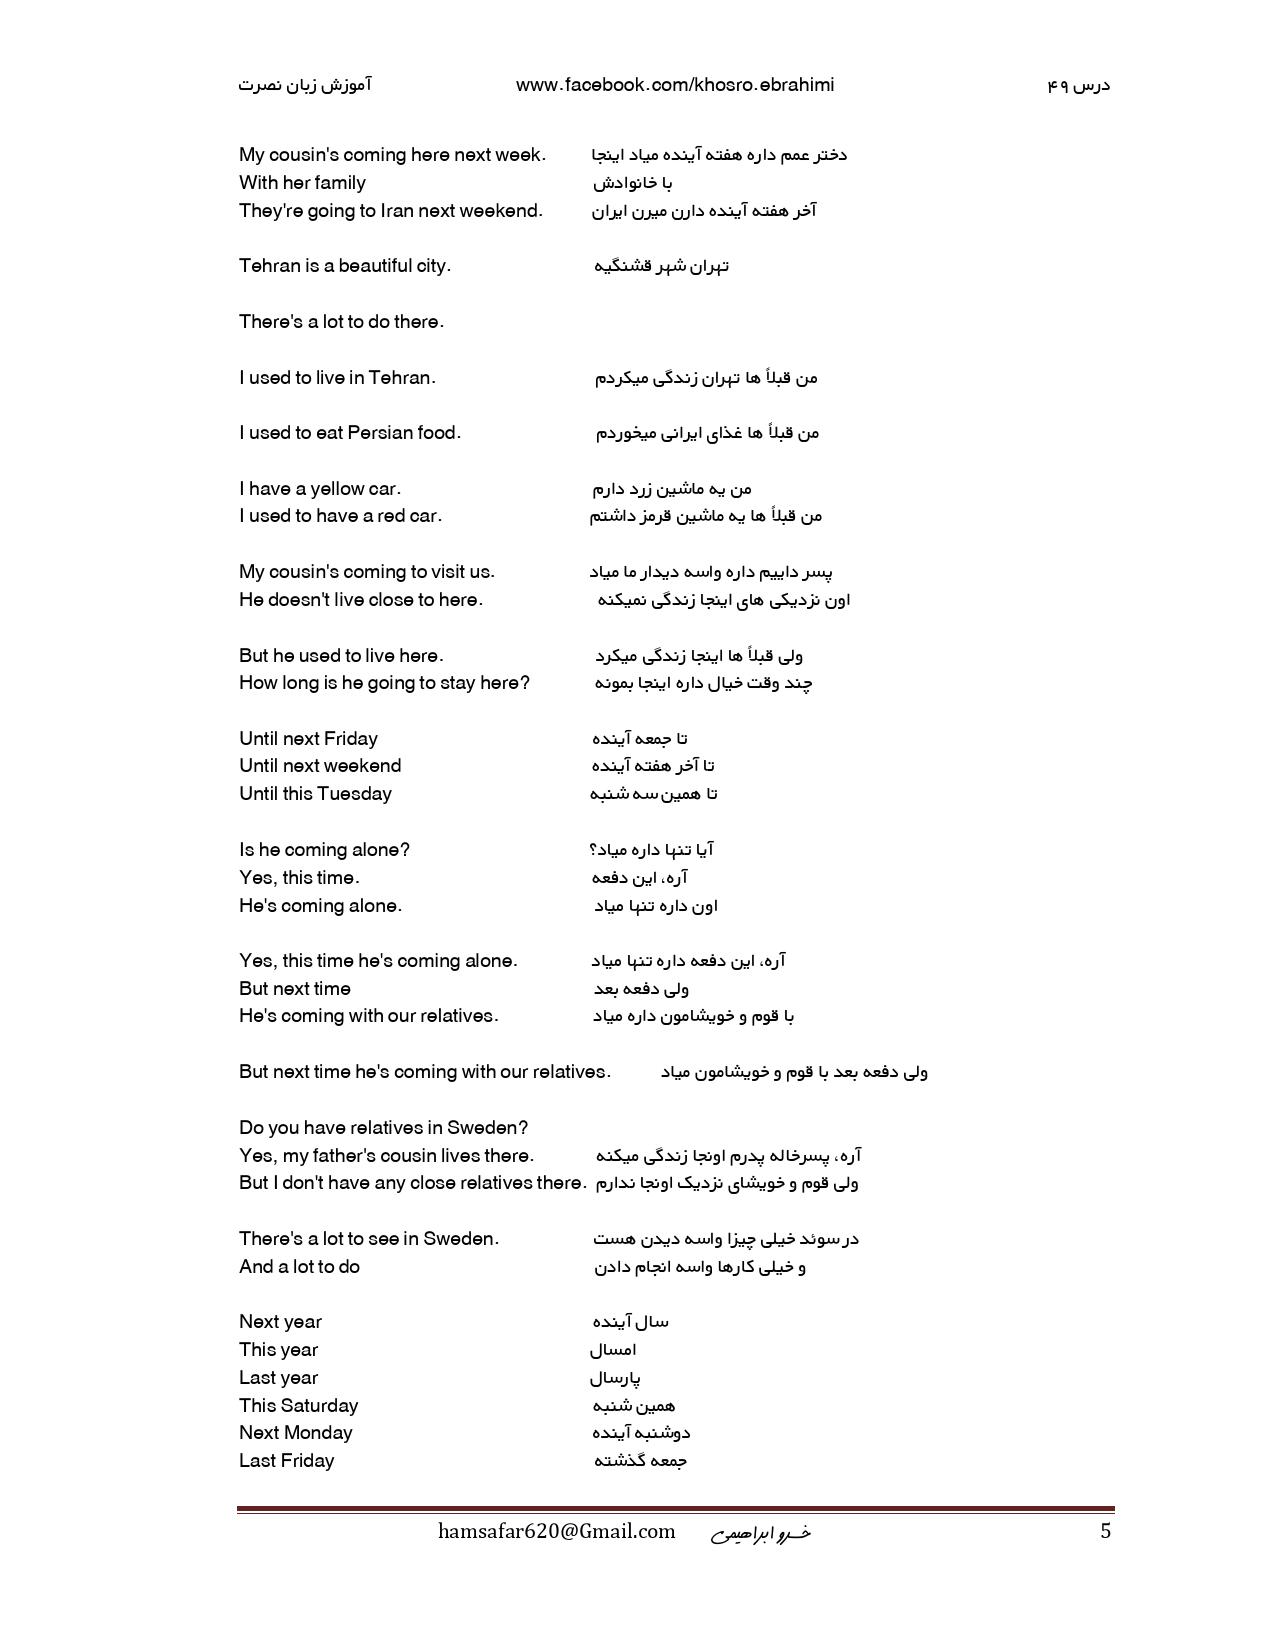 آموزش زبان نصرت www.facebook.com/khosro.ebrahimi درس ۴۹
My cousin's coming here next week. دختر عمم داره هفته آینده میاد اینجا
With her family با خانوادش
They're going to Iran next weekend. آخر هفته آینده دارن میرن ایران
Tehran is a beautiful city. تهران شهر قشنگیه
There's a lot to do there.
I used to live in Tehran. من قبلاً ها تهران زندگی میکردم
I used to eat Persian food. من قبلاً ها غذای ایرانی میخوردم
I have a yellow car. من یه ماشین زرد دارم
I used to have a red car. من قبلاً ها یه ماشین قرمز داشتم
My cousin's coming to visit us. پسر داییم داره واسه دیدار ما میاد
He doesn't live close to here. اون نزدیکی های اینجا زندگی نمیکنه
But he used to live here. ولی قبلاً ها اینجا زندگی میکرد
How long is he going to stay here? چند وقت خیال داره اینجا بمونه
Until next Friday تا جمعه آینده
Until next weekend تا آخر هفته آینده
Until this Tuesday تا همین سه شنبه
Is he coming alone? آیا تنها داره میاد؟
Yes, this time. آره، این دفعه
He's coming alone. اون داره تنها میاد
Yes, this time he's coming alone. آره، این دفعه داره تنها میاد
But next time ولی دفعه بعد
He's coming with our relatives. با قوم و خویشامون داره میاد
But next time he's coming with our relatives. ولی دفعه بعد با قوم و خویشامون میاد
Do you have relatives in Sweden?
Yes, my father's cousin lives there. آره، پسرخاله پدرم اونجا زندگی میکنه
But I don't have any close relatives there. ولی قوم و خویشای نزدیک اونجا ندارم
There's a lot to see in Sweden. در سوئد خیلی چیزا واسه دیدن هست
And a lot to do و خیلی کارها واسه انجام دادن
Next year سال آینده
This year امسال
Last year پارسال
This Saturday همین شنبه
Next Monday دوشنبه آینده
Last Friday جمعه گذشته
hamsafar620@Gmail.com خسرو ابراهیمی 5